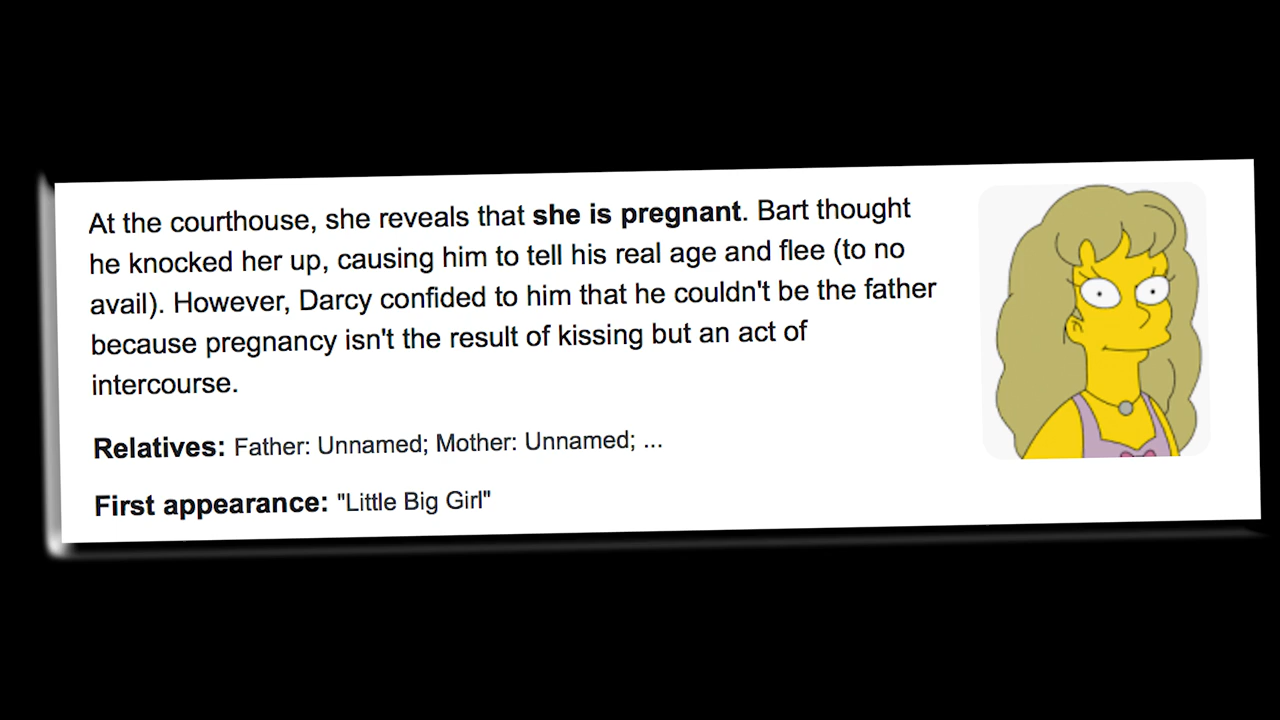 At the courthouse, she reveals that she is pregnant. Bart thought
he knocked her up, causing him to tell his real age and flee (to no
avail). However, Darcy confided to him that he couldn't be the father
because pregnancy isn't the result of kissing but an act of
intercourse.
Relatives: Father: Unnamed; Mother: Unnamed; ...
First appearance: "Little Big Girl"